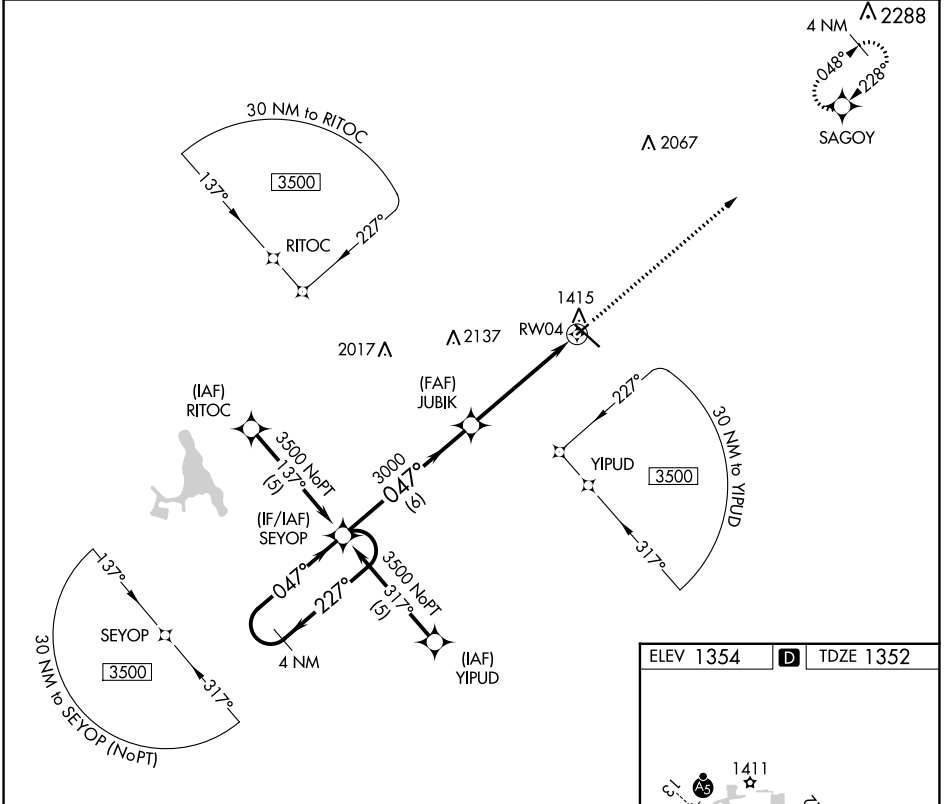 2288
4 NM
048°
228°
SAGOY
2067
30 NM to RITOC
3500
137°
227°
RITOC
1415
RW04
2017
2137
(FAF)
JUBIK
(IAF)
RITOC
3500 NoPT
137°
(5)
3000
047°
(6)
(IF/IAF)
SEYOP
047°
227°
4 NM
3500 NoPT
317°
(5)
(IAF)
YIPUD
227°
YIPUD
3500
30 NM to YIPUD
317°
137°
SEYOP
3500
317°
30 NM to SEYOP (NoPT)
ELEV 1354
D
TDZE 1352
1411
A5
13